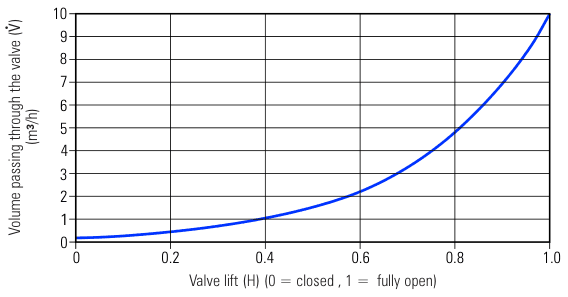 Volume passing through the valve (V̇)
(m³/h)
10
9
8
7
6
5
4
3
2
1
0
0 0.2 0.4 0.6 0.8 1.0
Valve lift (H) (0 = closed , 1 = fully open)